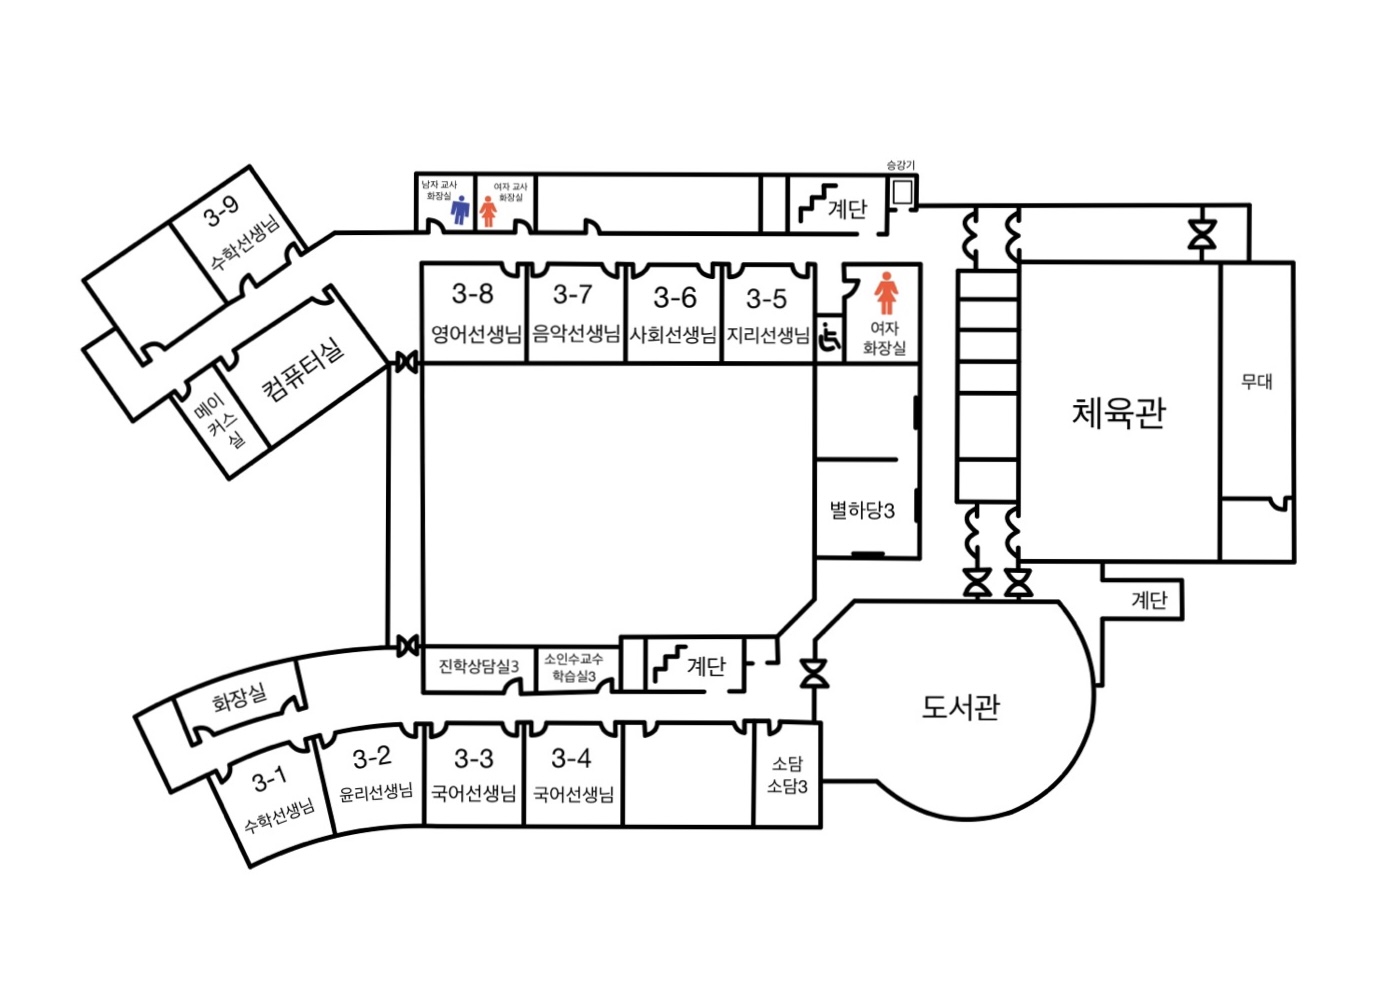 승강기
남자 교사
화장실
여자 교사
화장실
계단
3-9
수학선생님
3-8
영어선생님
3-7
음악선생님
3-6
사회선생님
3-5
지리선생님
여자
화장실
컴퓨터실
메이
커스
실
체육관
무대
별하당3
계단
진학상담실3
소인수교수
학습실3
계단
화장실
도서관
3-1
수학선생님
3-2
윤리선생님
3-3
국어선생님
3-4
국어선생님
소담
소담3